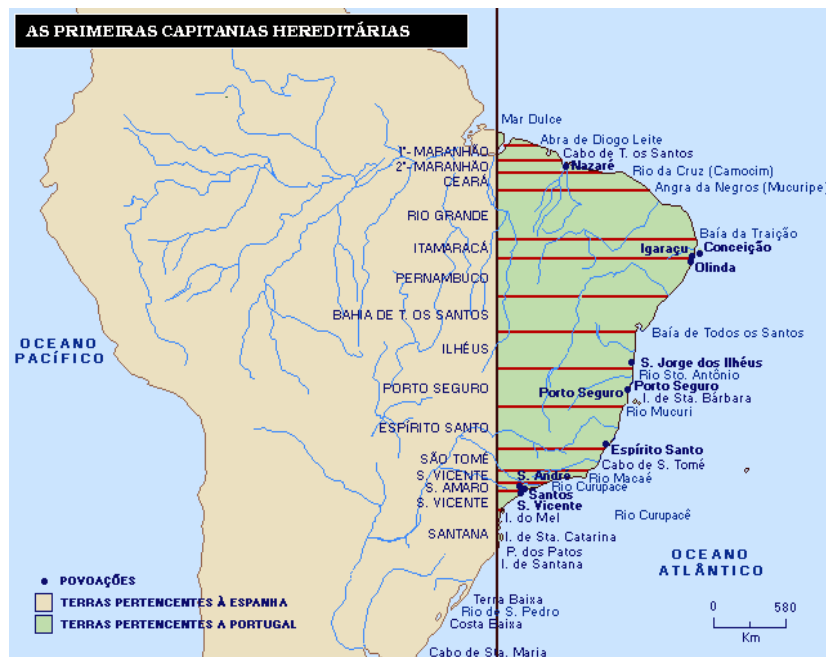 AS PRIMEIRAS CAPITANIAS HEREDITÁRIAS
Mar Dulce
Abra de Diogo Leite
1º- MARANHÃO
Cabo de T. os Santos
2º- MARANHÃO
Nazaré
Rio da Cruz (Camocim)
CEARÁ
Angra da Negros (Mucuripe)
RIO GRANDE
Baía da Traição
ITAMARACÁ
Igaraçu
Conceição
Olinda
PERNAMBUCO
BAHIA DE T. OS SANTOS
Baía de Todos os Santos
OCEANO
PACÍFICO
ILHÉUS
S. Jorge dos Ilhéus
Rio Sto. Antônio
PORTO SEGURO
Porto Seguro
Porto Seguro
I. de Sta. Bárbara
Rio Mucuri
ESPÍRITO SANTO
Espírito Santo
SÃO TOMÉ
Cabo de S. Tomé
S. VICENTE
S. Andre
Rio Macaé
S. AMARO
Rio Curupace
Santos
S. VICENTE
S. Vicente
I. do Mel
Rio Curupacê
SANTANA
I. de Sta. Catarina
P. dos Patos
I. de Santana
OCEANO
ATLÂNTICO
POVOAÇÕES
TERRAS PERTENCENTES À ESPANHA
TERRAS PERTENCENTES A PORTUGAL
Terra Baixa
Rio de S. Pedro
Costa Baixa
Cabo de Sta. Maria
0 580
Km